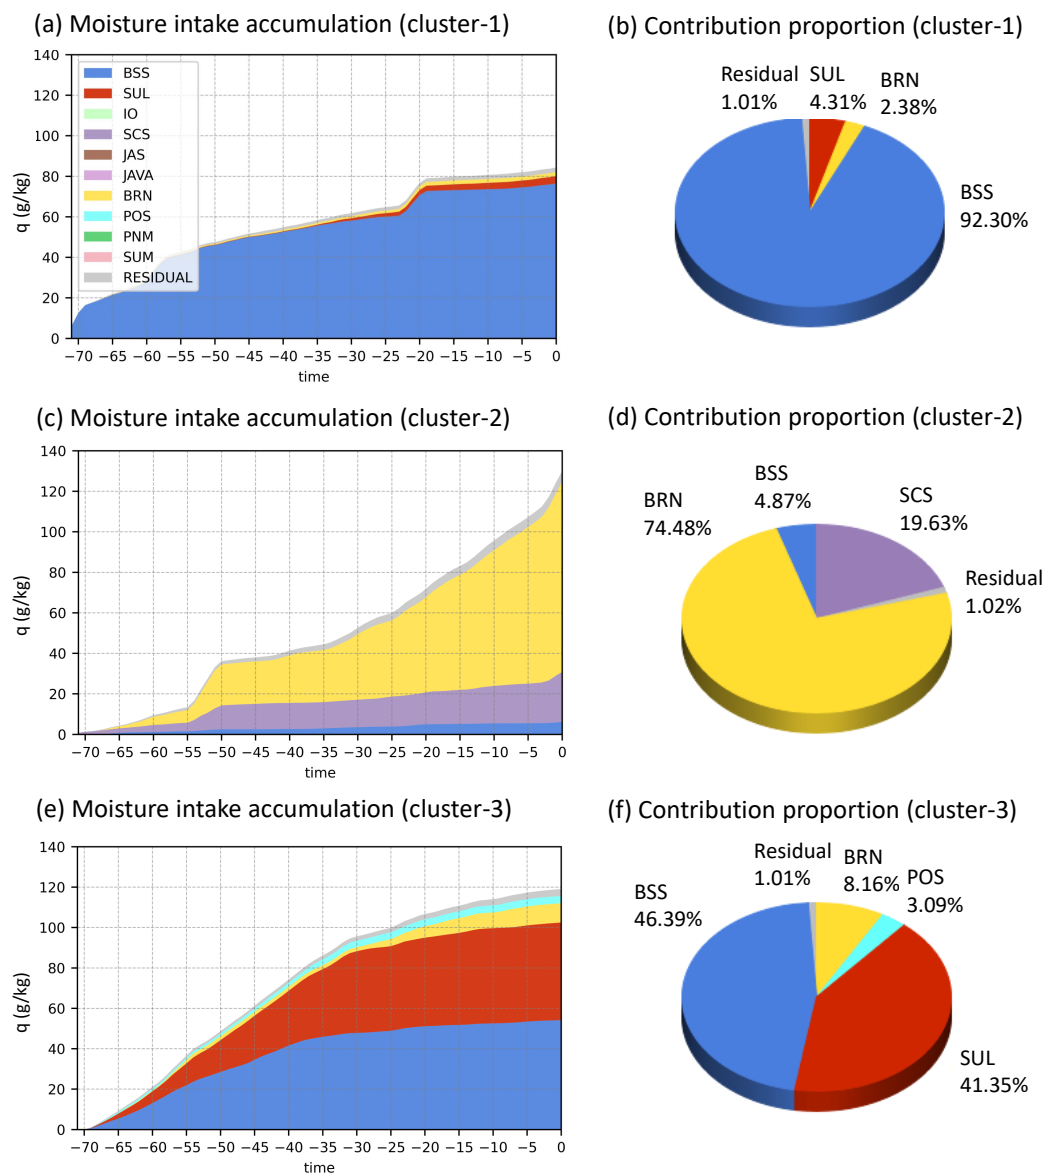 (a) Moisture intake accumulation (cluster-1)
140
120
100
80
60
40
20
0
q (g/kg)
BSS
SUL
IO
SCS
JAS
JAVA
BRN
POS
PNM
SUM
RESIDUAL
−70 −65 −60 −55 −50 −45 −40 −35 −30 −25 −20 −15 −10 −5 0
time
(b) Contribution proportion (cluster-1)
Residual
1.01%
SUL
4.31%
BRN
2.38%
BSS
92.30%
(c) Moisture intake accumulation (cluster-2)
140
120
100
80
60
40
20
0
q (g/kg)
−70 −65 −60 −55 −50 −45 −40 −35 −30 −25 −20 −15 −10 −5 0
time
(d) Contribution proportion (cluster-2)
BRN
74.48%
BSS
4.87%
SCS
19.63%
Residual
1.02%
(e) Moisture intake accumulation (cluster-3)
140
120
100
80
60
40
20
0
q (g/kg)
−70 −65 −60 −55 −50 −45 −40 −35 −30 −25 −20 −15 −10 −5 0
time
(f) Contribution proportion (cluster-3)
BSS
46.39%
Residual
1.01%
BRN
8.16%
POS
3.09%
SUL
41.35%